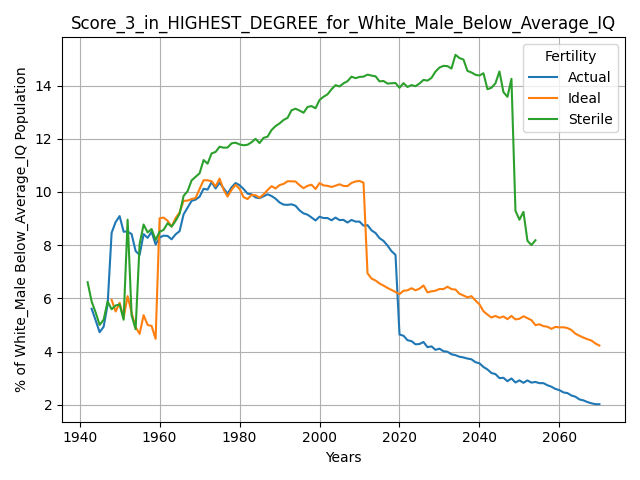 Score_3_in_HIGHEST_DEGREE_for_White_Male_Below_Average_IQ
% of White_Male Below_Average_IQ Population
14
12
10
8
6
4
2
Fertility
Actual
Ideal
Sterile
1940 1960 1980 2000 2020 2040 2060
Years